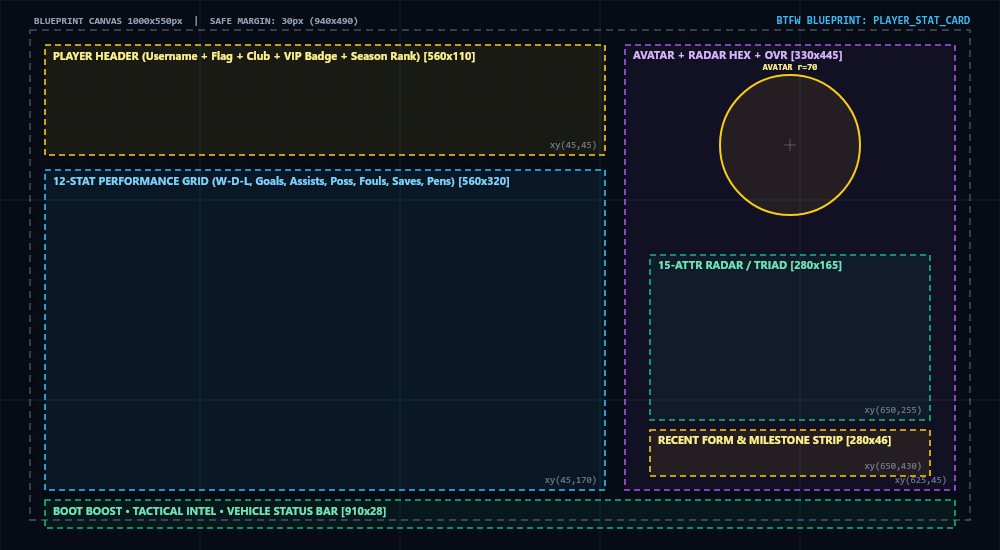 BLUEPRINT CANVAS 1000x550px | SAFE MARGIN: 30px (940x490)
BTFW BLUEPRINT: PLAYER_STAT_CARD
PLAYER HEADER (Username + Flag + Club + VIP Badge + Season Rank) [560x110]
xy(45,45)
AVATAR + RADAR HEX + OVR [330x445]
AVATAR r=70
12-STAT PERFORMANCE GRID (W-D-L, Goals, Assists, Poss, Fouls, Saves, Pens) [560x320]
xy(45,170)
15-ATTR RADAR / TRIAD [280x165]
xy(650,255)
RECENT FORM & MILESTONE STRIP [280x46]
xy(650,430)
xy(625,45)
BOOT BOOST • TACTICAL INTEL • VEHICLE STATUS BAR [910x28]